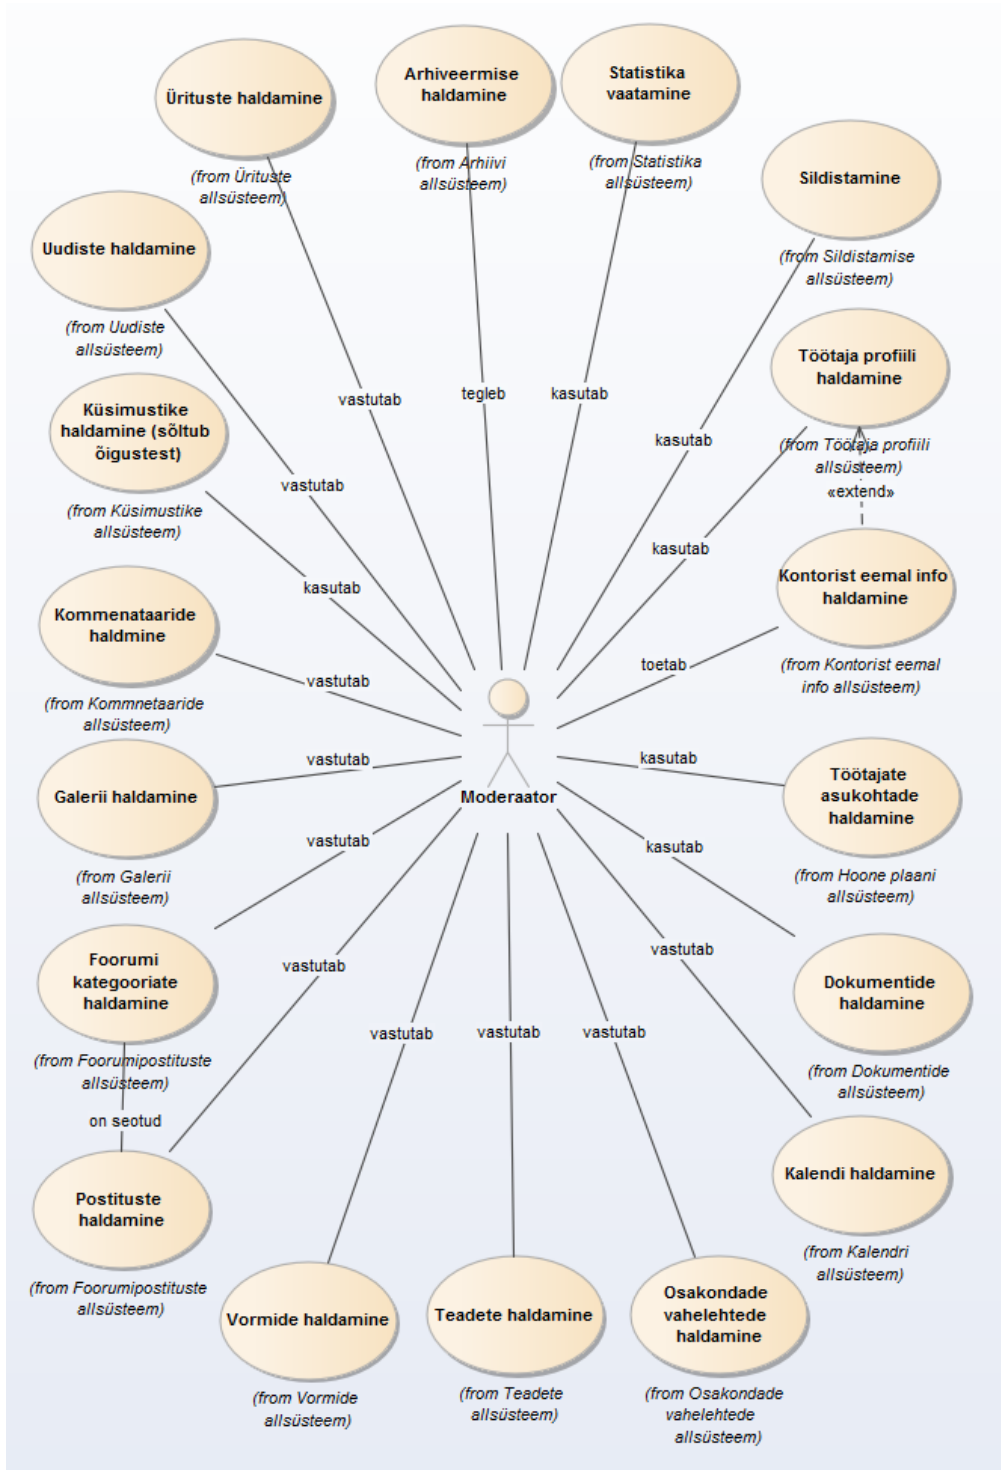 Ürituste haldamine
(from Ürituste
allsüsteem)
Arhiveermise
haldamine
(from Arhiivi
allsüsteem)
Statistika
vaatamine
(from Statistika
allsüsteem)
Sildistamine
(from Sildistamise
allsüsteem)
Uudiste haldamine
(from Uudiste
allsüsteem)
Töötaja profiili
haldamine
(from Töötaja profiili
allsüsteem)
«extend»
Küsimustike
haldamine (sõltub
õigustest)
(from Küsimustike
allsüsteem)
Kontorist eemal info
haldamine
(from Kontorist eemal
info allsüsteem)
Kommenataaride
haldmine
(from Kommnetaaride
allsüsteem)
vastutab
tegleb
kasutab
kasutab
vastutab
kasutab
kasutab
toetab
vastutab
vastutab
kasutab
Moderaator
Galerii haldamine
(from Galerii
allsüsteem)
Töötajate
asukohtade
haldamine
(from Hoone plaani
allsüsteem)
vastutab
kasutab
vastutab
vastutab
Foorumi
kategooriate
haldamine
(from Foorumipostituste
allsüsteem)
on seotud
Dokumentide
haldamine
(from Dokumentide
allsüsteem)
vastutab
vastutab
vastutab
Postituste
haldamine
(from Foorumipostituste
allsüsteem)
Kalendi haldamine
(from Kalendri
allsüsteem)
Vormide haldamine
(from Vormide
allsüsteem)
Teadete haldamine
(from Teadete
allsüsteem)
Osakondade
vahelehtede
haldamine
(from Osakondade
vahelehtede
allsüsteem)